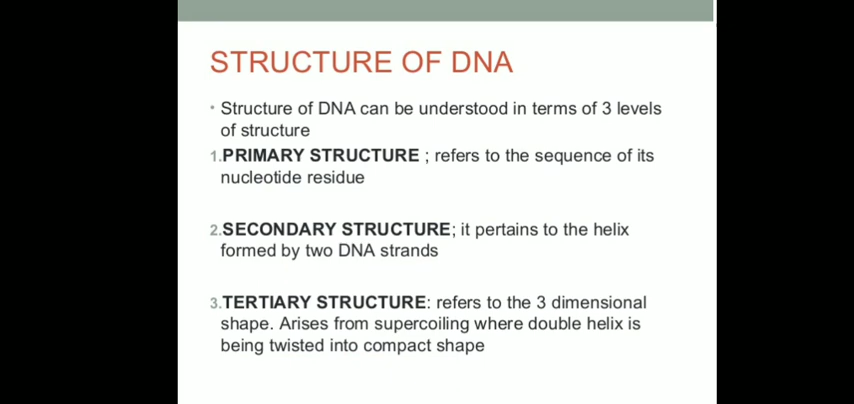 STRUCTURE OF DNA
• Structure of DNA can be understood in terms of 3 levels
of structure
1.PRIMARY STRUCTURE ; refers to the sequence of its
nucleotide residue
2.SECONDARY STRUCTURE; it pertains to the helix
formed by two DNA strands
3.TERTIARY STRUCTURE: refers to the 3 dimensional
shape. Arises from supercoiling where double helix is
being twisted into compact shape